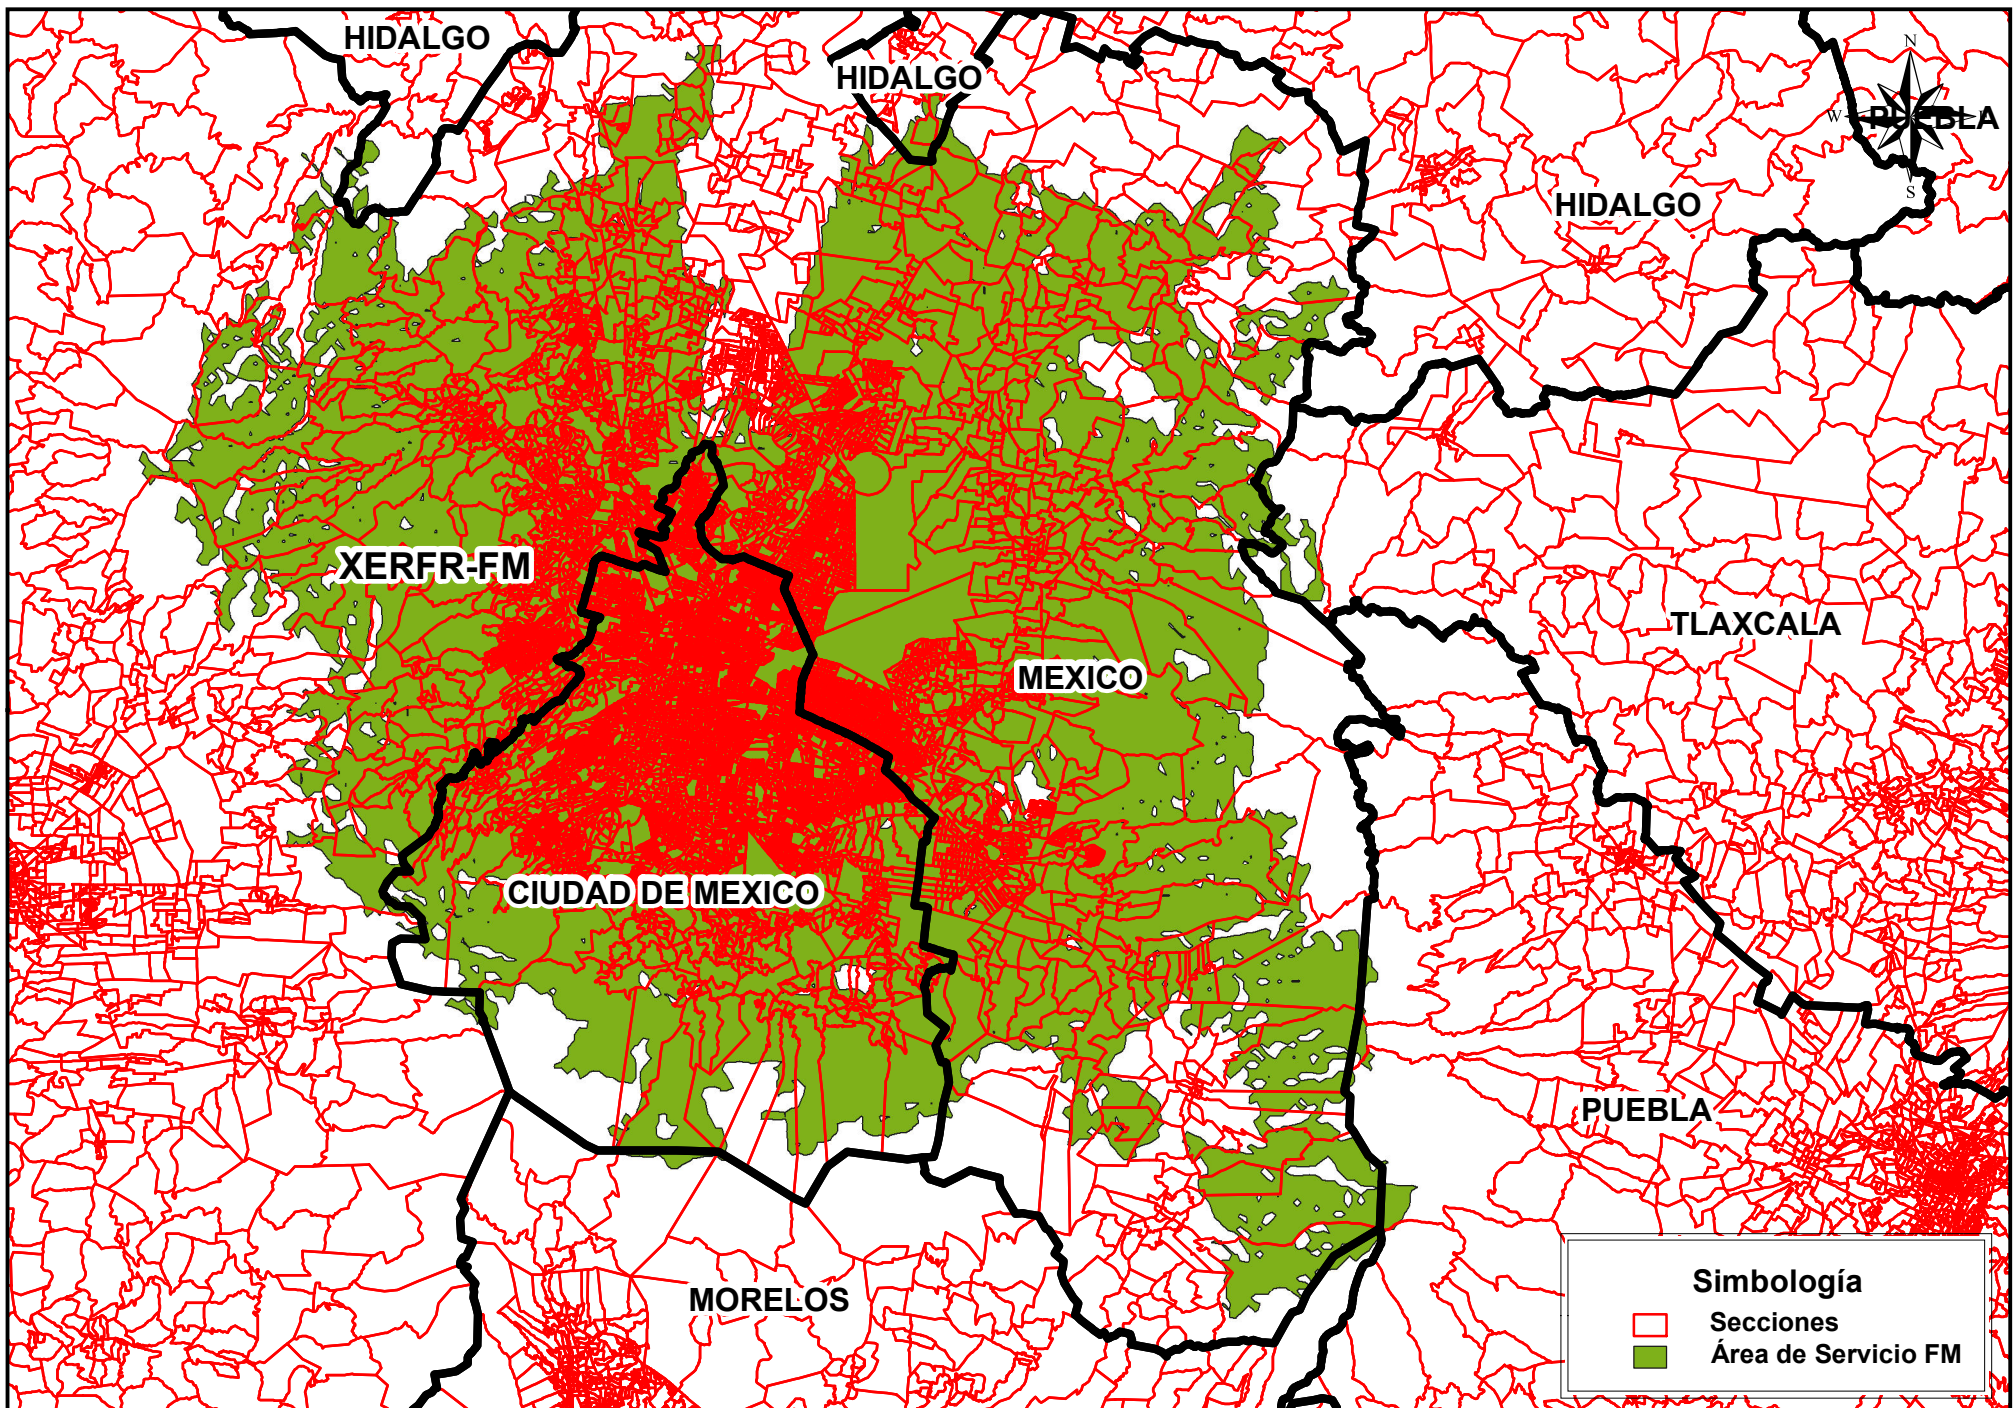 HIDALGO
HIDALGO
N
W
PUEBLA
S
HIDALGO
XERFR-FM
TLAXCALA
MEXICO
CIUDAD DE MEXICO
PUEBLA
MORELOS
Simbología
Secciones
Área de Servicio FM